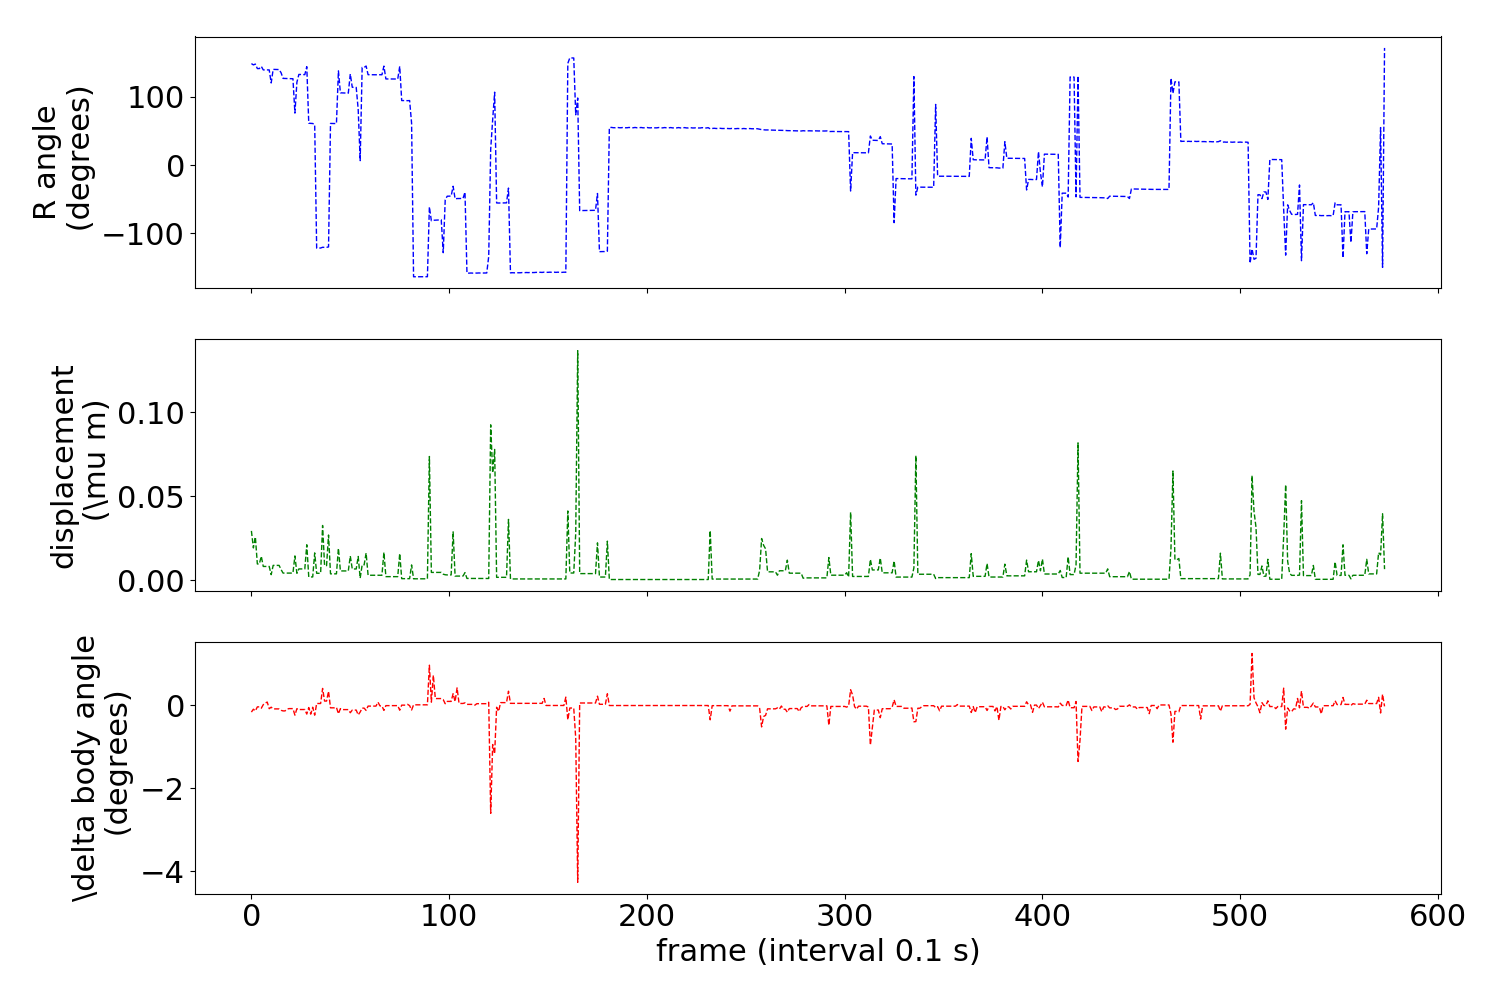 R angle
(degrees)
100
0
−100
displacement
(\mu m)
0.10
0.05
0.00
\delta body angle
(degrees)
0
−2
−4
0 100 200 300 400 500 600
frame (interval 0.1 s)